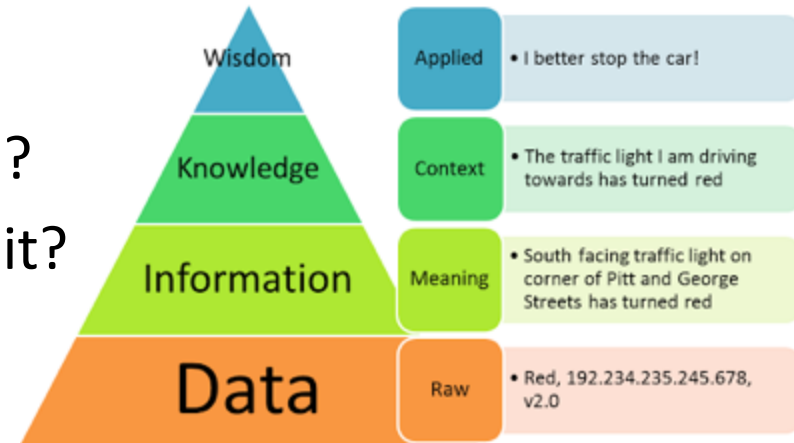 ?
it?
Wisdom
Applied
• I better stop the car!
Knowledge
Context
• The traffic light I am driving
towards has turned red
Information
Meaning
• South facing traffic light on
corner of Pitt and George
Streets has turned red
Data
Raw
• Red, 192.234.235.245.678,
v2.0